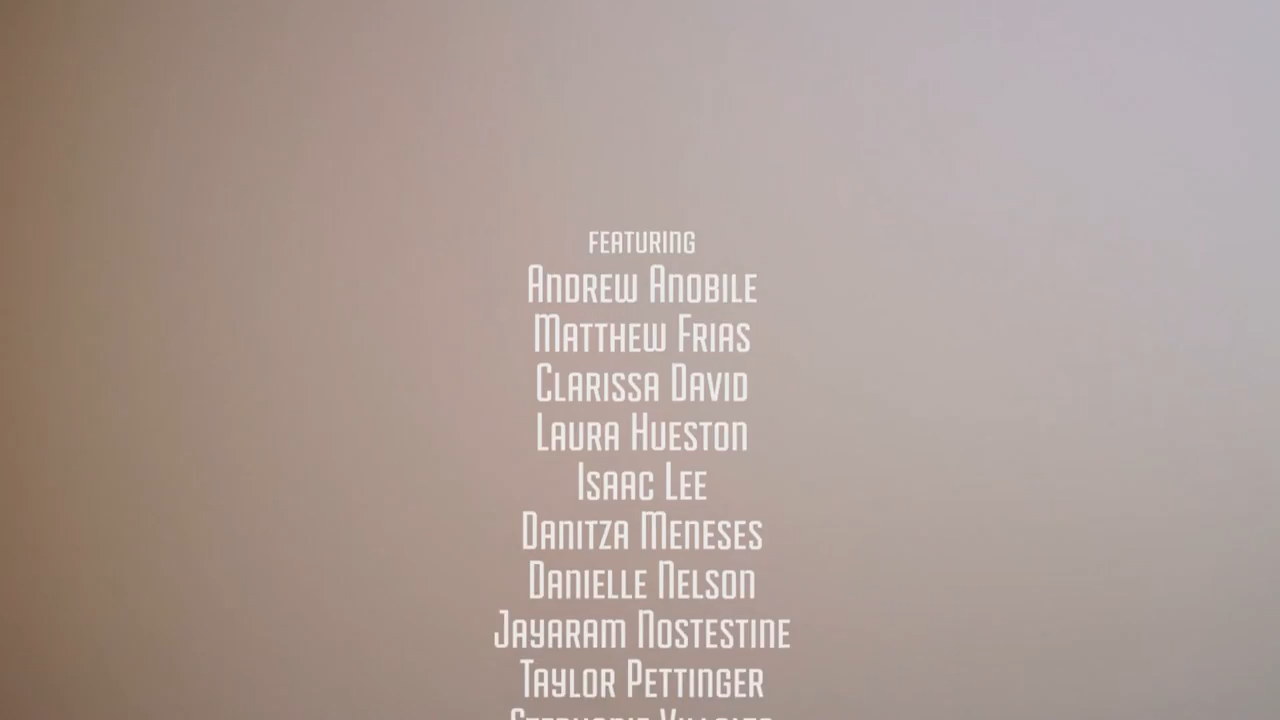 FEATURING
ANDREW ANOBILE
MATTHEW FRIAS
CLARISSA DAVID
LAURA HUESTON
ISAAC LEE
DANITZA MENESES
DANIELLE NELSON
JAYARAM NOSTESTINE
TAYLOR PETTINGER